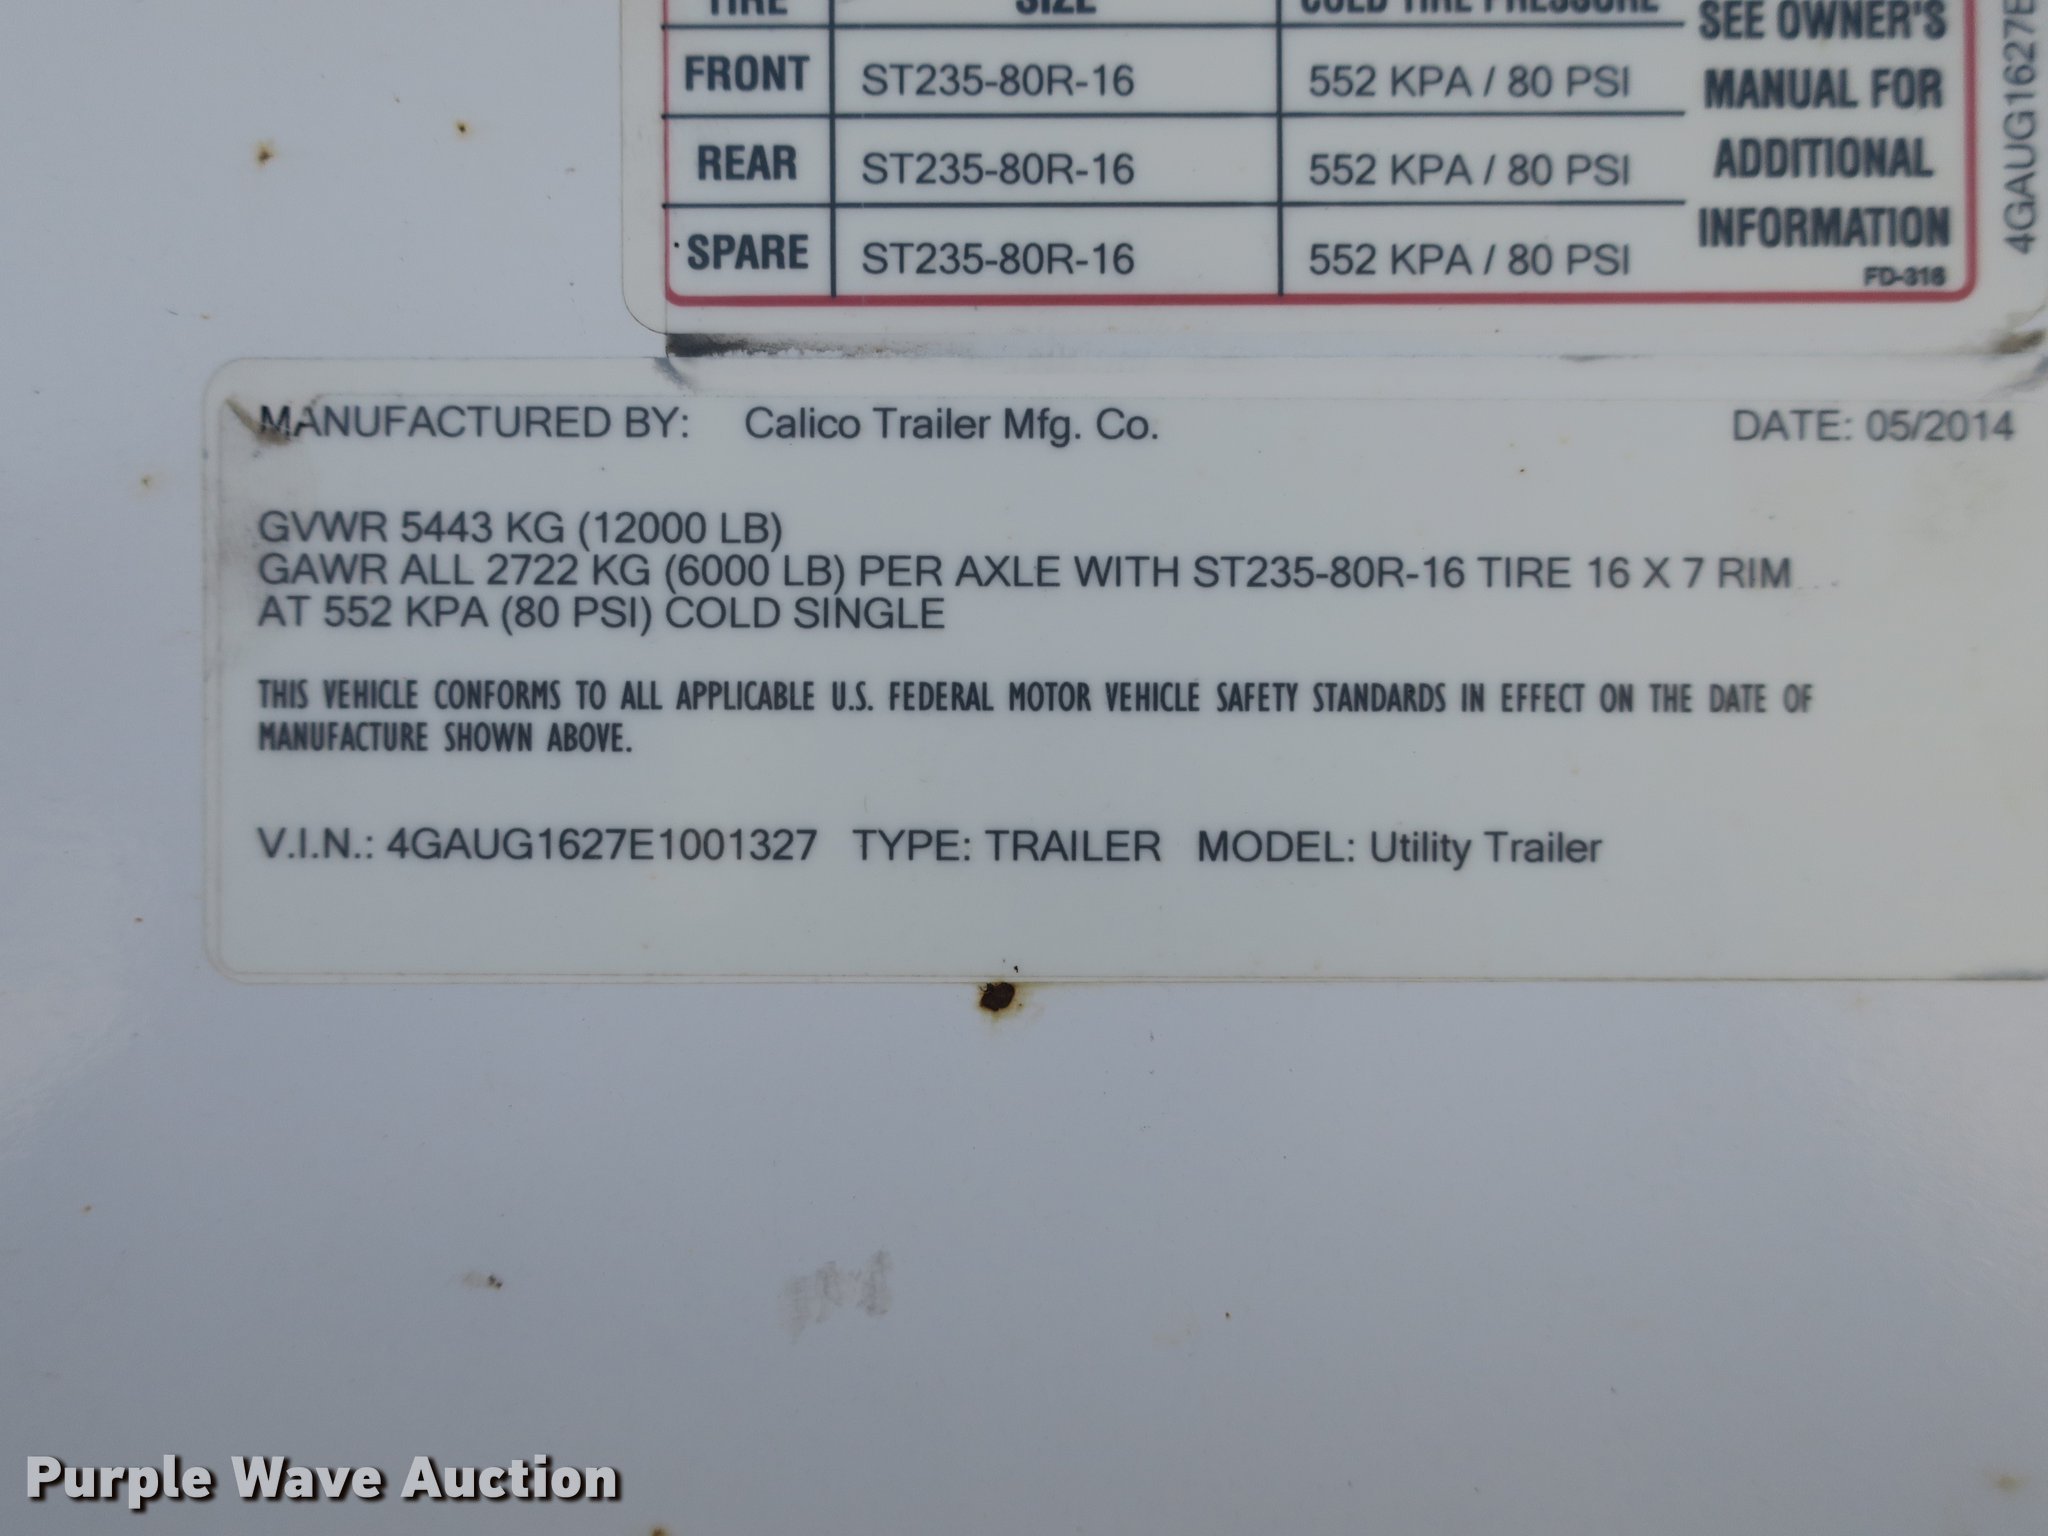 TIRE SIZE COLD TIRE PRESSURE SEE OWNER'S
FRONT ST235-80R-16 552 KPA / 80 PSI MANUAL FOR
REAR ST235-80R-16 552 KPA / 80 PSI ADDITIONAL
INFORMATION
SPARE ST235-80R-16 552 KPA / 80 PSI
FD-316
4GAUG1627E
MANUFACTURED BY: Calico Trailer Mfg. Co. DATE: 05/2014
GVWR 5443 KG (12000 LB)
GAWR ALL 2722 KG (6000 LB) PER AXLE WITH ST235-80R-16 TIRE 16 X 7 RIM
AT 552 KPA (80 PSI) COLD SINGLE
THIS VEHICLE CONFORMS TO ALL APPLICABLE U.S. FEDERAL MOTOR VEHICLE SAFETY STANDARDS IN EFFECT ON THE DATE OF
MANUFACTURE SHOWN ABOVE.
V.I.N.: 4GAUG1627E1001327 TYPE: TRAILER MODEL: Utility Trailer
Purple Wave Auction